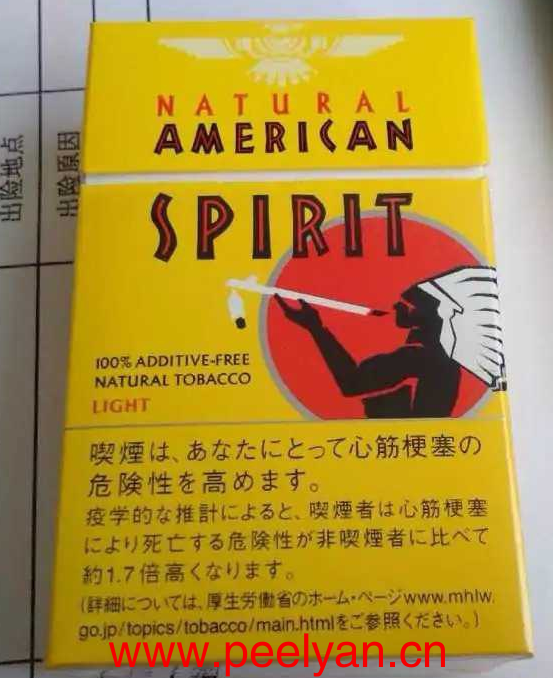 出险地点
出险原因
NATURAL
AMERICAN
SPIRIT
100% ADDITIVE-FREE
NATURAL TOBACCO
LIGHT
喫煙は、あなたにとって心筋梗塞の
危険性を高めます。
疫学的な推計によると、喫煙者は心筋梗塞
により死亡する危険性が非喫煙者に比べて
約1.7倍高くなります。
(詳細については、厚生労働省のホーム・ページwww.mhlw.
go.jp/topics/tobacco/main.htmlをご参照ください。)
www.peelyan.cn